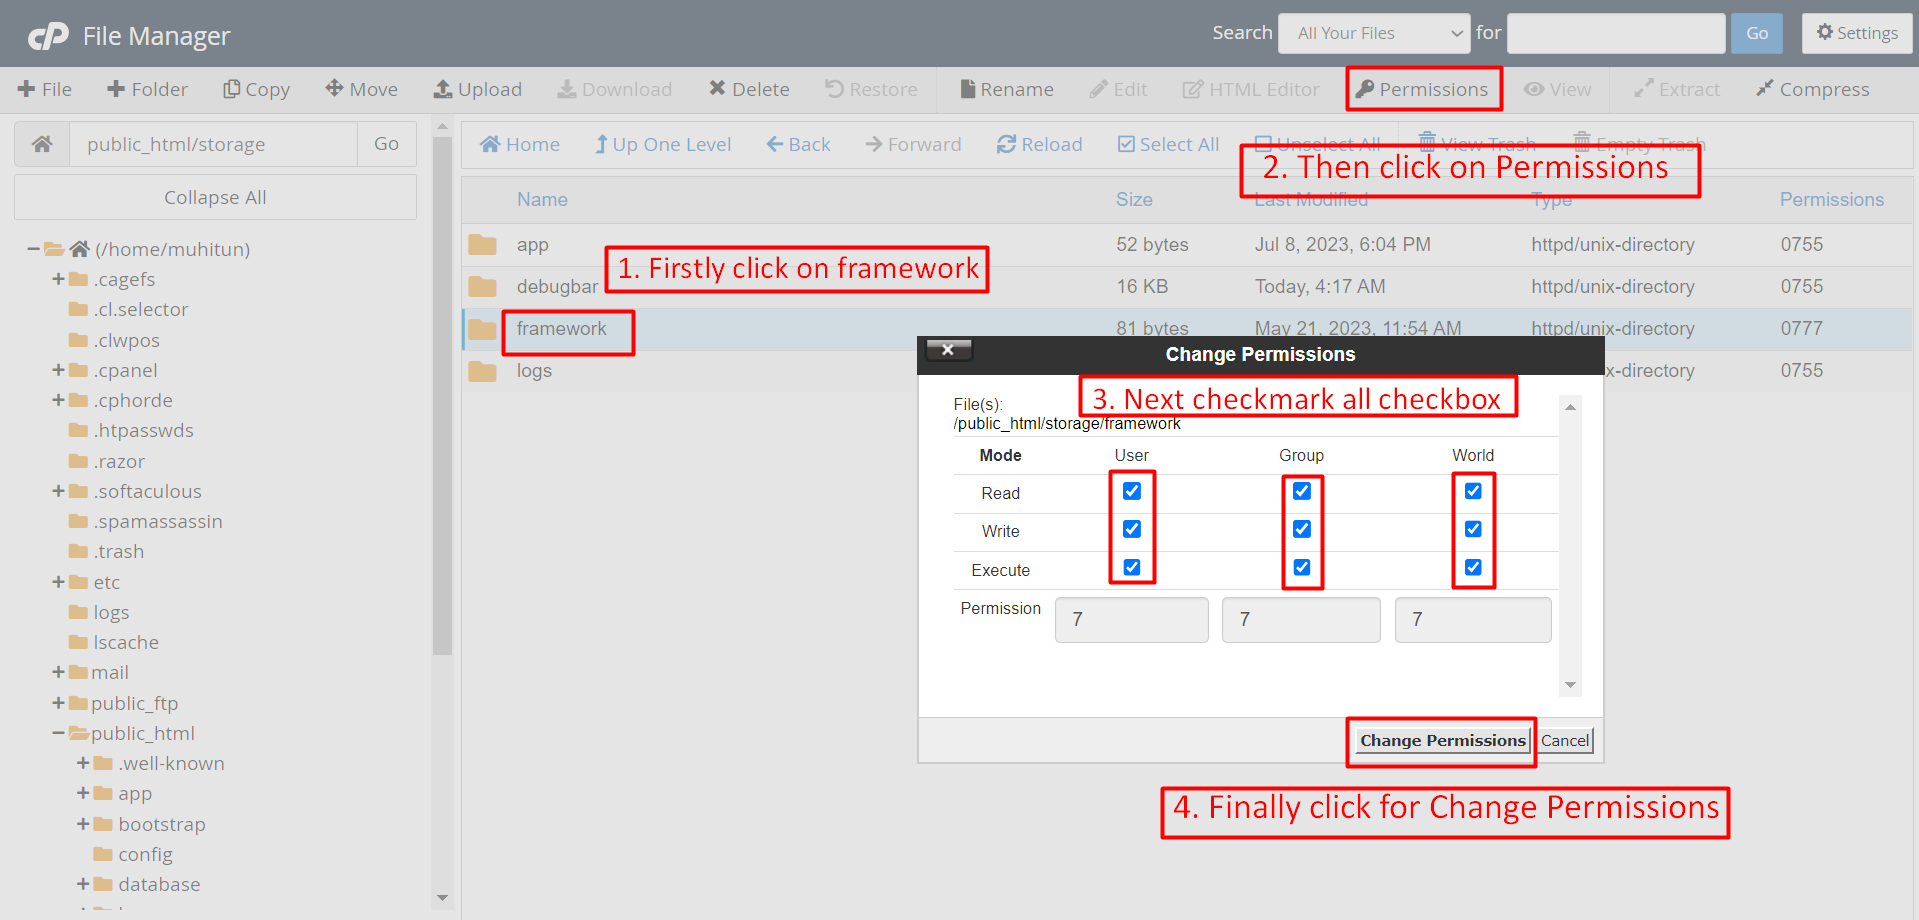 cP File Manager
Search All Your Files for Go Settings
File Folder Copy Move Upload Download Delete Restore Rename Edit HTML Editor Permissions View Extract Compress
public_html/storage Go
Collapse All
(/home/muhitun)
.cagefs
.cl.selector
.clwpos
.cpanel
.cphorde
.htpasswds
.razor
.softaculous
.spamassassin
.trash
etc
logs
lscache
mail
public_ftp
public_html
.well-known
app
bootstrap
config
database
Home Up One Level Back Forward Reload Select All Unselect All View Trash Empty Trash
2. Then click on Permissions
Name Size Last Modified Type Permissions
app 52 bytes Jul 8, 2023, 6:04 PM httpd/unix-directory 0755
1. Firstly click on framework
debugbar 16 KB Today, 4:17 AM httpd/unix-directory 0755
framework 81 bytes May 21, 2023, 11:54 AM httpd/unix-directory 0777
logs x-directory 0755
Change Permissions
3. Next checkmark all checkbox
File(s):
/public_html/storage/framework
Mode User Group World
Read
Write
Execute
Permission 7 7 7
Change Permissions Cancel
4. Finally click for Change Permissions